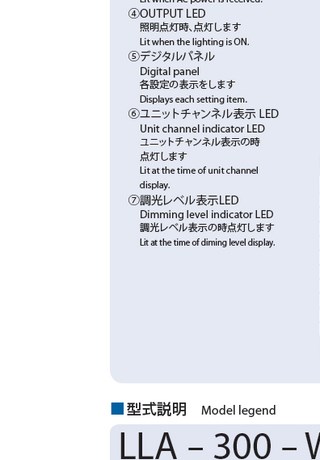 Lit when AC power is received.
④OUTPUT LED
照明点灯時、点灯します
Lit when the lighting is ON.
⑤デジタルパネル
Digital panel
各設定の表示をします
Displays each setting item.
⑥ユニットチャンネル表示 LED
Unit channel indicator LED
ユニットチャンネル表示の時
点灯します
Lit at the time of unit channel
display.
⑦調光レベル表示LED
Dimming level indicator LED
調光レベル表示の時点灯します
Lit at the time of diming level display.
■型式説明 Model legend
LLA – 300 – W